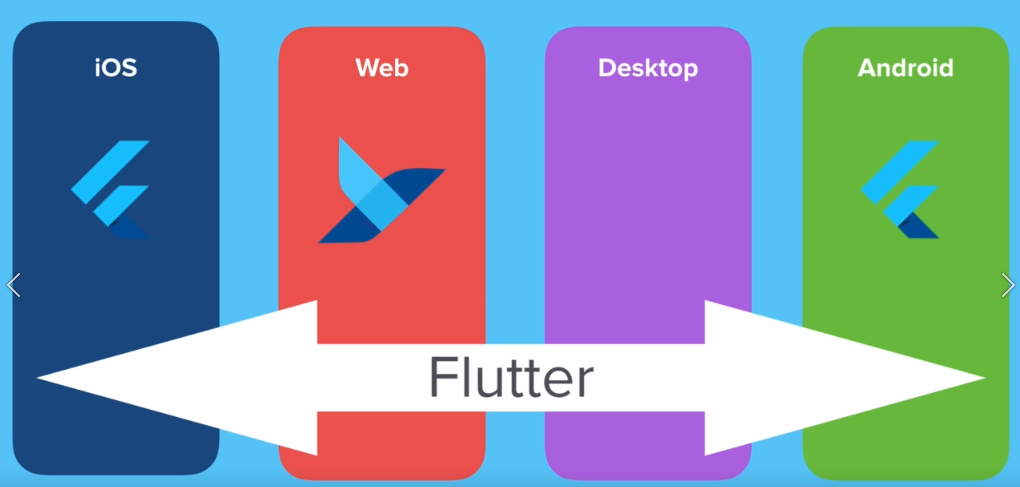 iOS
Web
Desktop
Android
Flutter